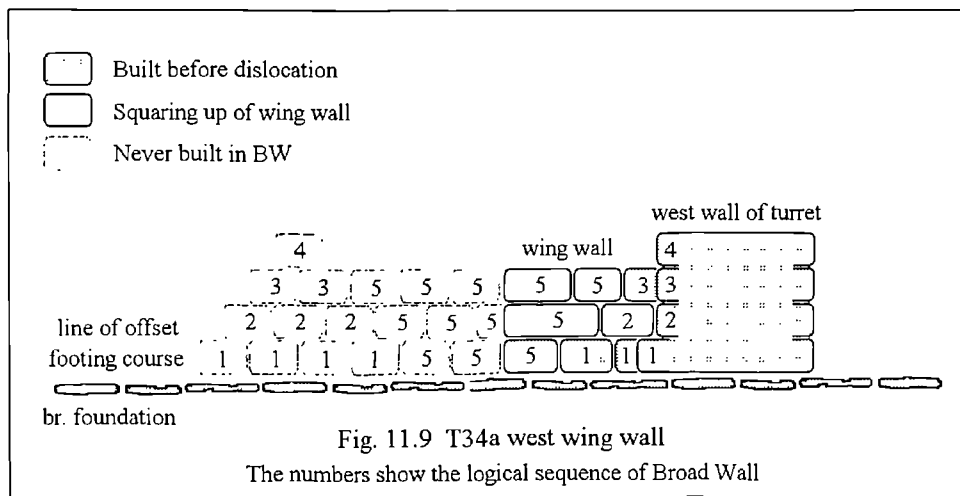 Built before dislocation
Squaring up of wing wall
Never built in BW
west wall of turret
4 wing wall 4
3 3 5 5 5 5 5 3 3
line of offset 2 2 2 5 5 5 5 2 2
footing course 1 1 1 1 5 5 5 1 1 1
br. foundation
Fig. 11.9 T34a west wing wall
The numbers show the logical sequence of Broad Wall